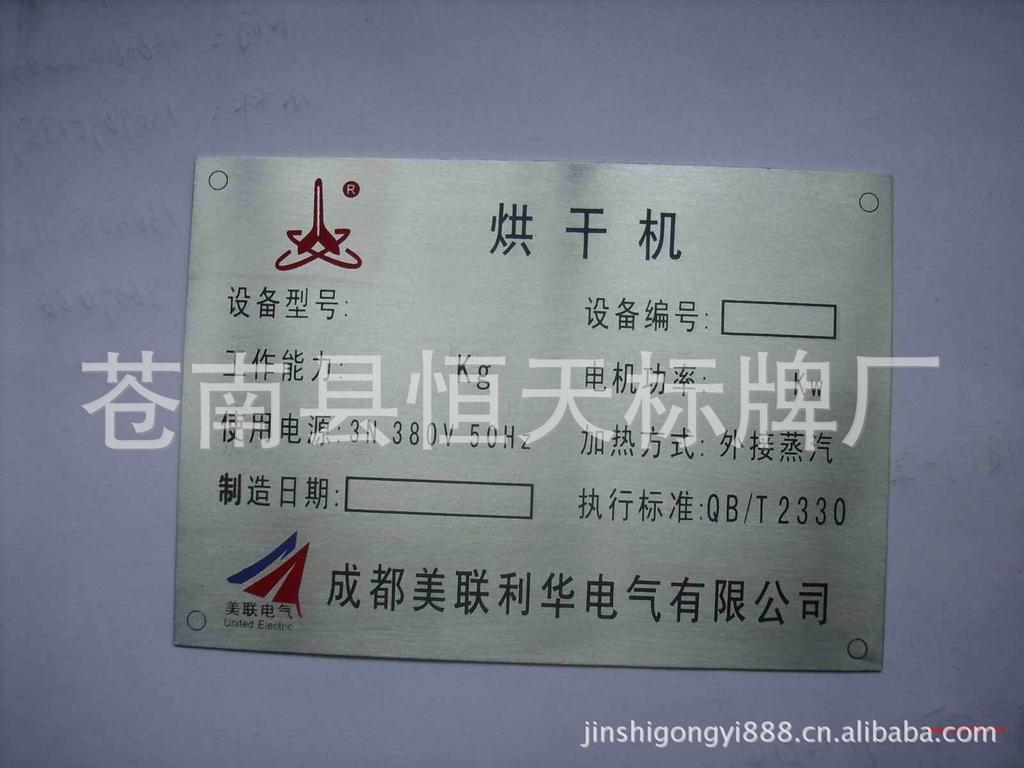 ®
烘干机
设备型号:
设备编号:
工作能力: Kg
电机功率: Kw
苍南县恒天标牌厂
使用电源:3N 380V 50Hz
加热方式: 外接蒸汽
制造日期:
执行标准:QB/T2330
美联电气
United Electric
成都美联利华电气有限公司
jinshigongyi888.cn.alibaba.com